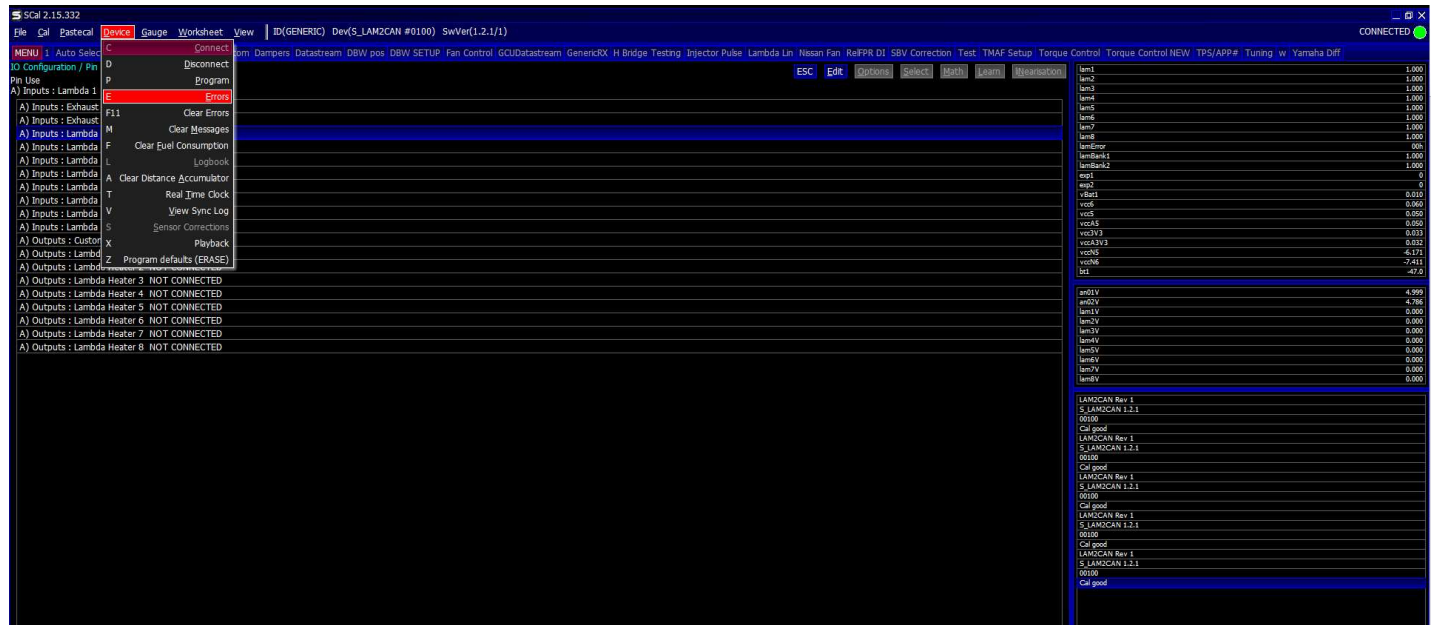 SCal 2.15.332
File Cal Pastecal Device Gauge Worksheet View ID(GENERIC) Dev(S_LAM2CAN #0100) SwVer(1.2.1/1) CONNECTED
MENU 1 Auto Selec tom Dampers Datastream DBW pos DBW SETUP Fan Control GCUDatastream GenericRX H Bridge Testing Injector Pulse Lambda Lin Nissan Fan RelFPR DI SBV Correction Test TMAF Setup Torque Control Torque Control NEW TPS/APP# Tuning w Yamaha Diff
IO Configuration / Pin
Pin Use
A) Inputs : Lambda 1
ESC Edit Options Select Math Learn liNearisation
C Connect
D Disconnect
P Program
E Errors
F11 Clear Errors
M Clear Messages
F Clear Fuel Consumption
L Logbook
A Clear Distance Accumulator
T Real Time Clock
V View Sync Log
S Sensor Corrections
X Playback
Z Program defaults (ERASE)
A) Inputs : Exhaust
A) Inputs : Exhaust
A) Inputs : Lambda
A) Inputs : Lambda
A) Inputs : Lambda
A) Inputs : Lambda
A) Inputs : Lambda
A) Inputs : Lambda
A) Inputs : Lambda
A) Inputs : Lambda
A) Outputs : Custor
A) Outputs : Lambd
A) Outputs : Lambda Heater 2 NOT CONNECTED
A) Outputs : Lambda Heater 3 NOT CONNECTED
A) Outputs : Lambda Heater 4 NOT CONNECTED
A) Outputs : Lambda Heater 5 NOT CONNECTED
A) Outputs : Lambda Heater 6 NOT CONNECTED
A) Outputs : Lambda Heater 7 NOT CONNECTED
A) Outputs : Lambda Heater 8 NOT CONNECTED
lam1 1.000
lam2 1.000
lam3 1.000
lam4 1.000
lam5 1.000
lam6 1.000
lam7 1.000
lam8 1.000
lamError 00h
lamBank1 1.000
lamBank2 1.000
exp1 0
exp2 0
vBat1 0.010
vcc6 0.060
vcc5 0.050
vccA5 0.050
vcc3V3 0.033
vccA3V3 0.032
vccN5 -6.171
vccN6 -7.411
bt1 -47.0
an01V 4.999
an02V 4.786
lam1V 0.000
lam2V 0.000
lam3V 0.000
lam4V 0.000
lam5V 0.000
lam6V 0.000
lam7V 0.000
lam8V 0.000
LAM2CAN Rev 1
S_LAM2CAN 1.2.1
00100
Cal good
LAM2CAN Rev 1
S_LAM2CAN 1.2.1
00100
Cal good
LAM2CAN Rev 1
S_LAM2CAN 1.2.1
00100
Cal good
LAM2CAN Rev 1
S_LAM2CAN 1.2.1
00100
Cal good
LAM2CAN Rev 1
S_LAM2CAN 1.2.1
00100
Cal good